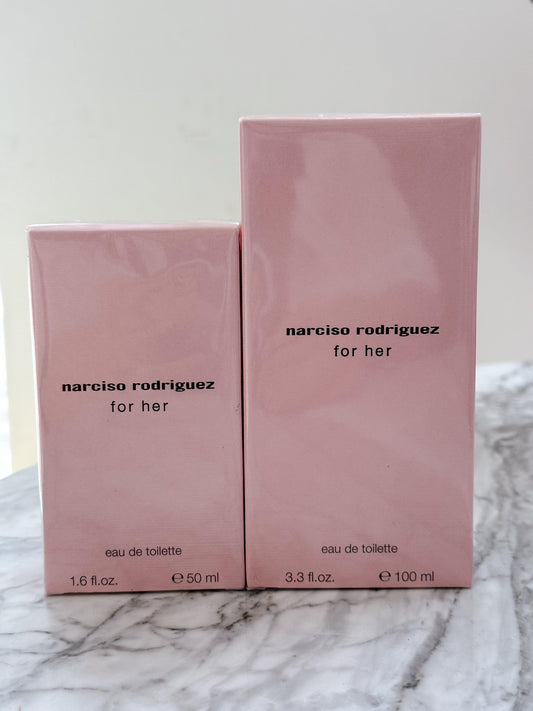 narciso rodriguez
for her
eau de toilette
1.6 fl.oz. ℮ 50 ml
narciso rodriguez
for her
eau de toilette
3.3 fl.oz. ℮ 100 ml